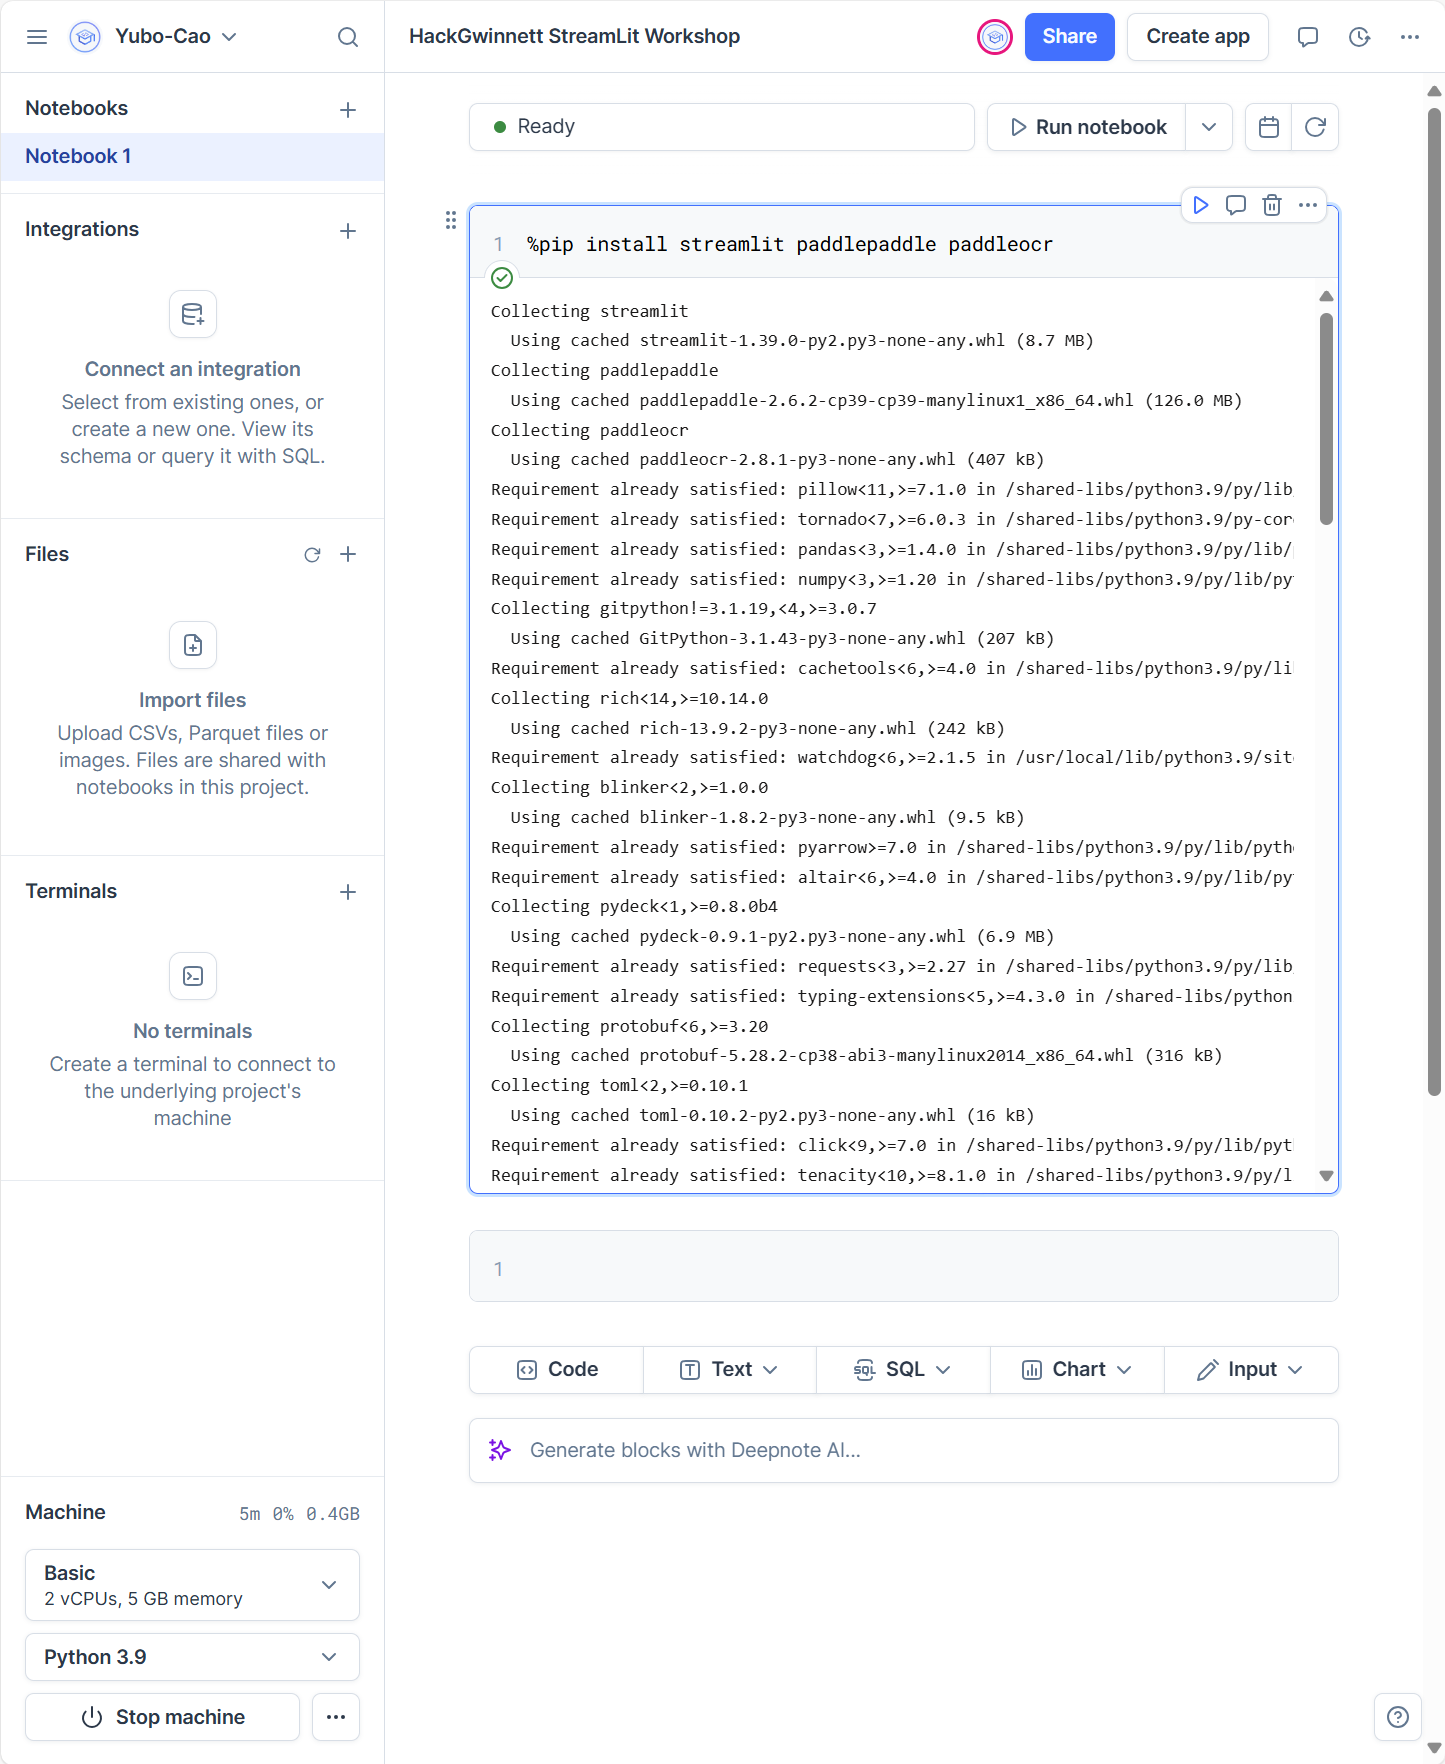 Yubo-Cao
HackGwinnett StreamLit Workshop
Share
Create app
Notebooks
Notebook 1
Integrations
Connect an integration
Select from existing ones, or
create a new one. View its
schema or query it with SQL.
Files
Import files
Upload CSVs, Parquet files or
images. Files are shared with
notebooks in this project.
Terminals
No terminals
Create a terminal to connect to
the underlying project's
machine
Machine
5m 0% 0.4GB
Basic
2 vCPUs, 5 GB memory
Python 3.9
Stop machine
Ready
Run notebook
1 %pip install streamlit paddlepaddle paddleocr
Collecting streamlit
Using cached streamlit-1.39.0-py2.py3-none-any.whl (8.7 MB)
Collecting paddlepaddle
Using cached paddlepaddle-2.6.2-cp39-cp39-manylinux1_x86_64.whl (126.0 MB)
Collecting paddleocr
Using cached paddleocr-2.8.1-py3-none-any.whl (407 kB)
Requirement already satisfied: pillow<11,>=7.1.0 in /shared-libs/python3.9/py/lib/
Requirement already satisfied: tornado<7,>=6.0.3 in /shared-libs/python3.9/py-cor
Requirement already satisfied: pandas<3,>=1.4.0 in /shared-libs/python3.9/py/lib/
Requirement already satisfied: numpy<3,>=1.20 in /shared-libs/python3.9/py/lib/py
Collecting gitpython!=3.1.19,<4,>=3.0.7
Using cached GitPython-3.1.43-py3-none-any.whl (207 kB)
Requirement already satisfied: cachetools<6,>=4.0 in /shared-libs/python3.9/py/li
Collecting rich<14,>=10.14.0
Using cached rich-13.9.2-py3-none-any.whl (242 kB)
Requirement already satisfied: watchdog<6,>=2.1.5 in /usr/local/lib/python3.9/sit
Collecting blinker<2,>=1.0.0
Using cached blinker-1.8.2-py3-none-any.whl (9.5 kB)
Requirement already satisfied: pyarrow>=7.0 in /shared-libs/python3.9/py/lib/pyth
Requirement already satisfied: altair<6,>=4.0 in /shared-libs/python3.9/py/lib/py
Collecting pydeck<1,>=0.8.0b4
Using cached pydeck-0.9.1-py2.py3-none-any.whl (6.9 MB)
Requirement already satisfied: requests<3,>=2.27 in /shared-libs/python3.9/py/lib/
Requirement already satisfied: typing-extensions<5,>=4.3.0 in /shared-libs/python
Collecting protobuf<6,>=3.20
Using cached protobuf-5.28.2-cp38-abi3-manylinux2014_x86_64.whl (316 kB)
Collecting toml<2,>=0.10.1
Using cached toml-0.10.2-py2.py3-none-any.whl (16 kB)
Requirement already satisfied: click<9,>=7.0 in /shared-libs/python3.9/py/lib/pyt
Requirement already satisfied: tenacity<10,>=8.1.0 in /shared-libs/python3.9/py/l
1
Code
Text
SQL
Chart
Input
Generate blocks with Deepnote AI...